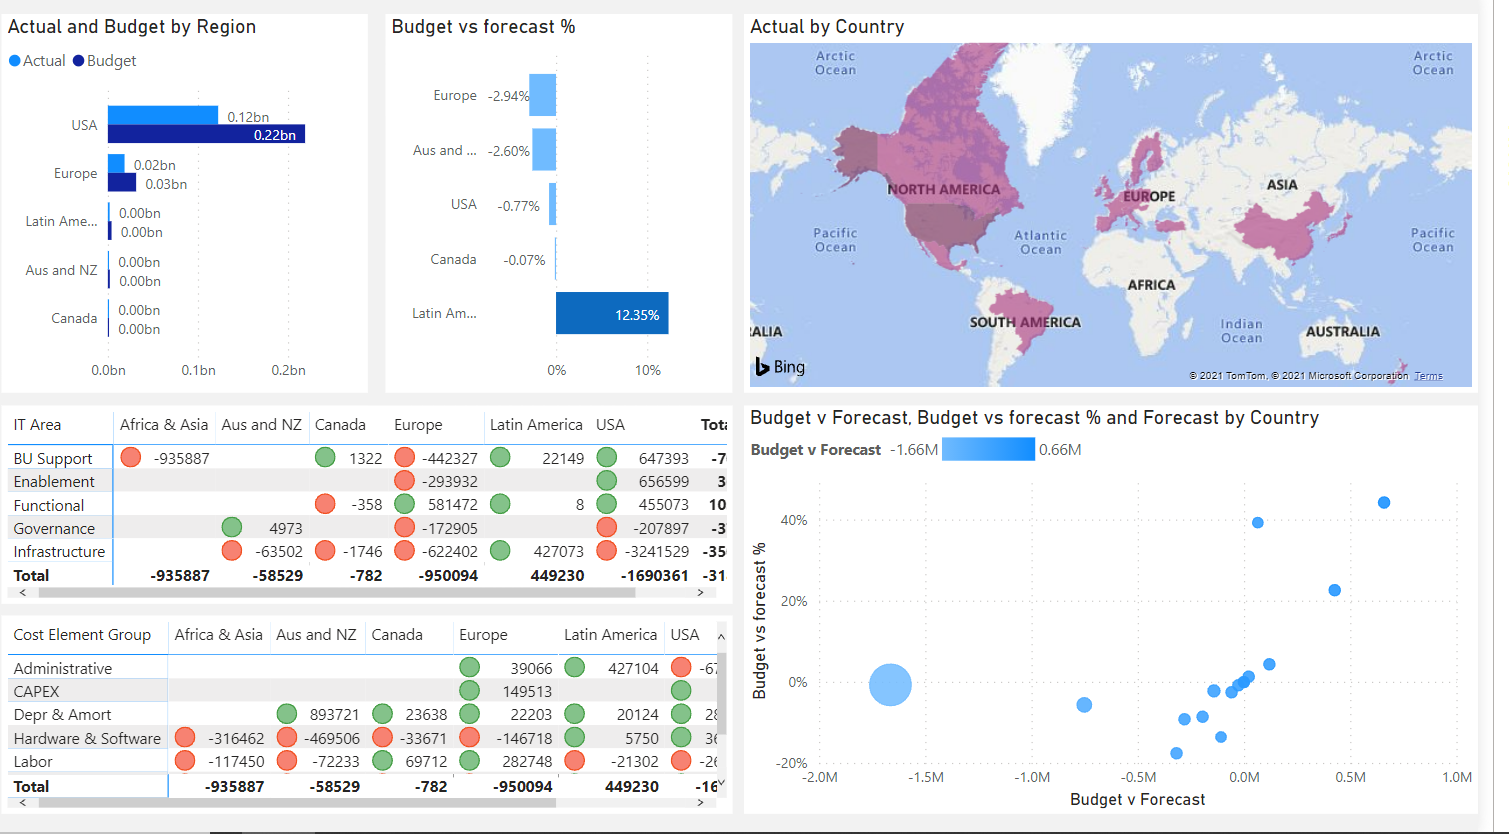 Actual and Budget by Region
Actual Budget
USA 0.12bn
0.22bn
Europe 0.02bn
0.03bn
Latin Ame... 0.00bn
0.00bn
Aus and NZ 0.00bn
0.00bn
Canada 0.00bn
0.00bn
0.0bn 0.1bn 0.2bn
Budget vs forecast %
Europe -2.94%
Aus and ... -2.60%
USA -0.77%
Canada -0.07%
Latin Am... 12.35%
0% 10%
Actual by Country
Arctic Ocean
Arctic Ocean
NORTH AMERICA
EUROPE
ASIA
Pacific Ocean
Atlantic Ocean
Pacific Ocean
AFRICA
SOUTH AMERICA
Indian Ocean
ALIA
AUSTRALIA
Bing
© 2021 TomTom, © 2021 Microsoft Corporation Terms
IT Area Africa & Asia Aus and NZ Canada Europe Latin America USA Tota
BU Support -935887 1322 -442327 22149 647393 -7
Enablement -293932 656599 3
Functional -358 581472 8 455073 10
Governance 4973 -172905 -207897 -3
Infrastructure -63502 -1746 -622402 427073 -3241529 -35
Total -935887 -58529 -782 -950094 449230 -1690361 -31
Cost Element Group Africa & Asia Aus and NZ Canada Europe Latin America USA
Administrative 39066 427104 -67
CAPEX 149513
Depr & Amort 893721 23638 22203 20124 28
Hardware & Software -316462 -469506 -33671 -146718 5750 36
Labor -117450 -72233 69712 282748 -21302 -26
Total -935887 -58529 -782 -950094 449230 -16
Budget v Forecast, Budget vs forecast % and Forecast by Country
Budget v Forecast -1.66M 0.66M
Budget vs forecast %
40%
20%
0%
-20%
-2.0M -1.5M -1.0M -0.5M 0.0M 0.5M 1.0M
Budget v Forecast